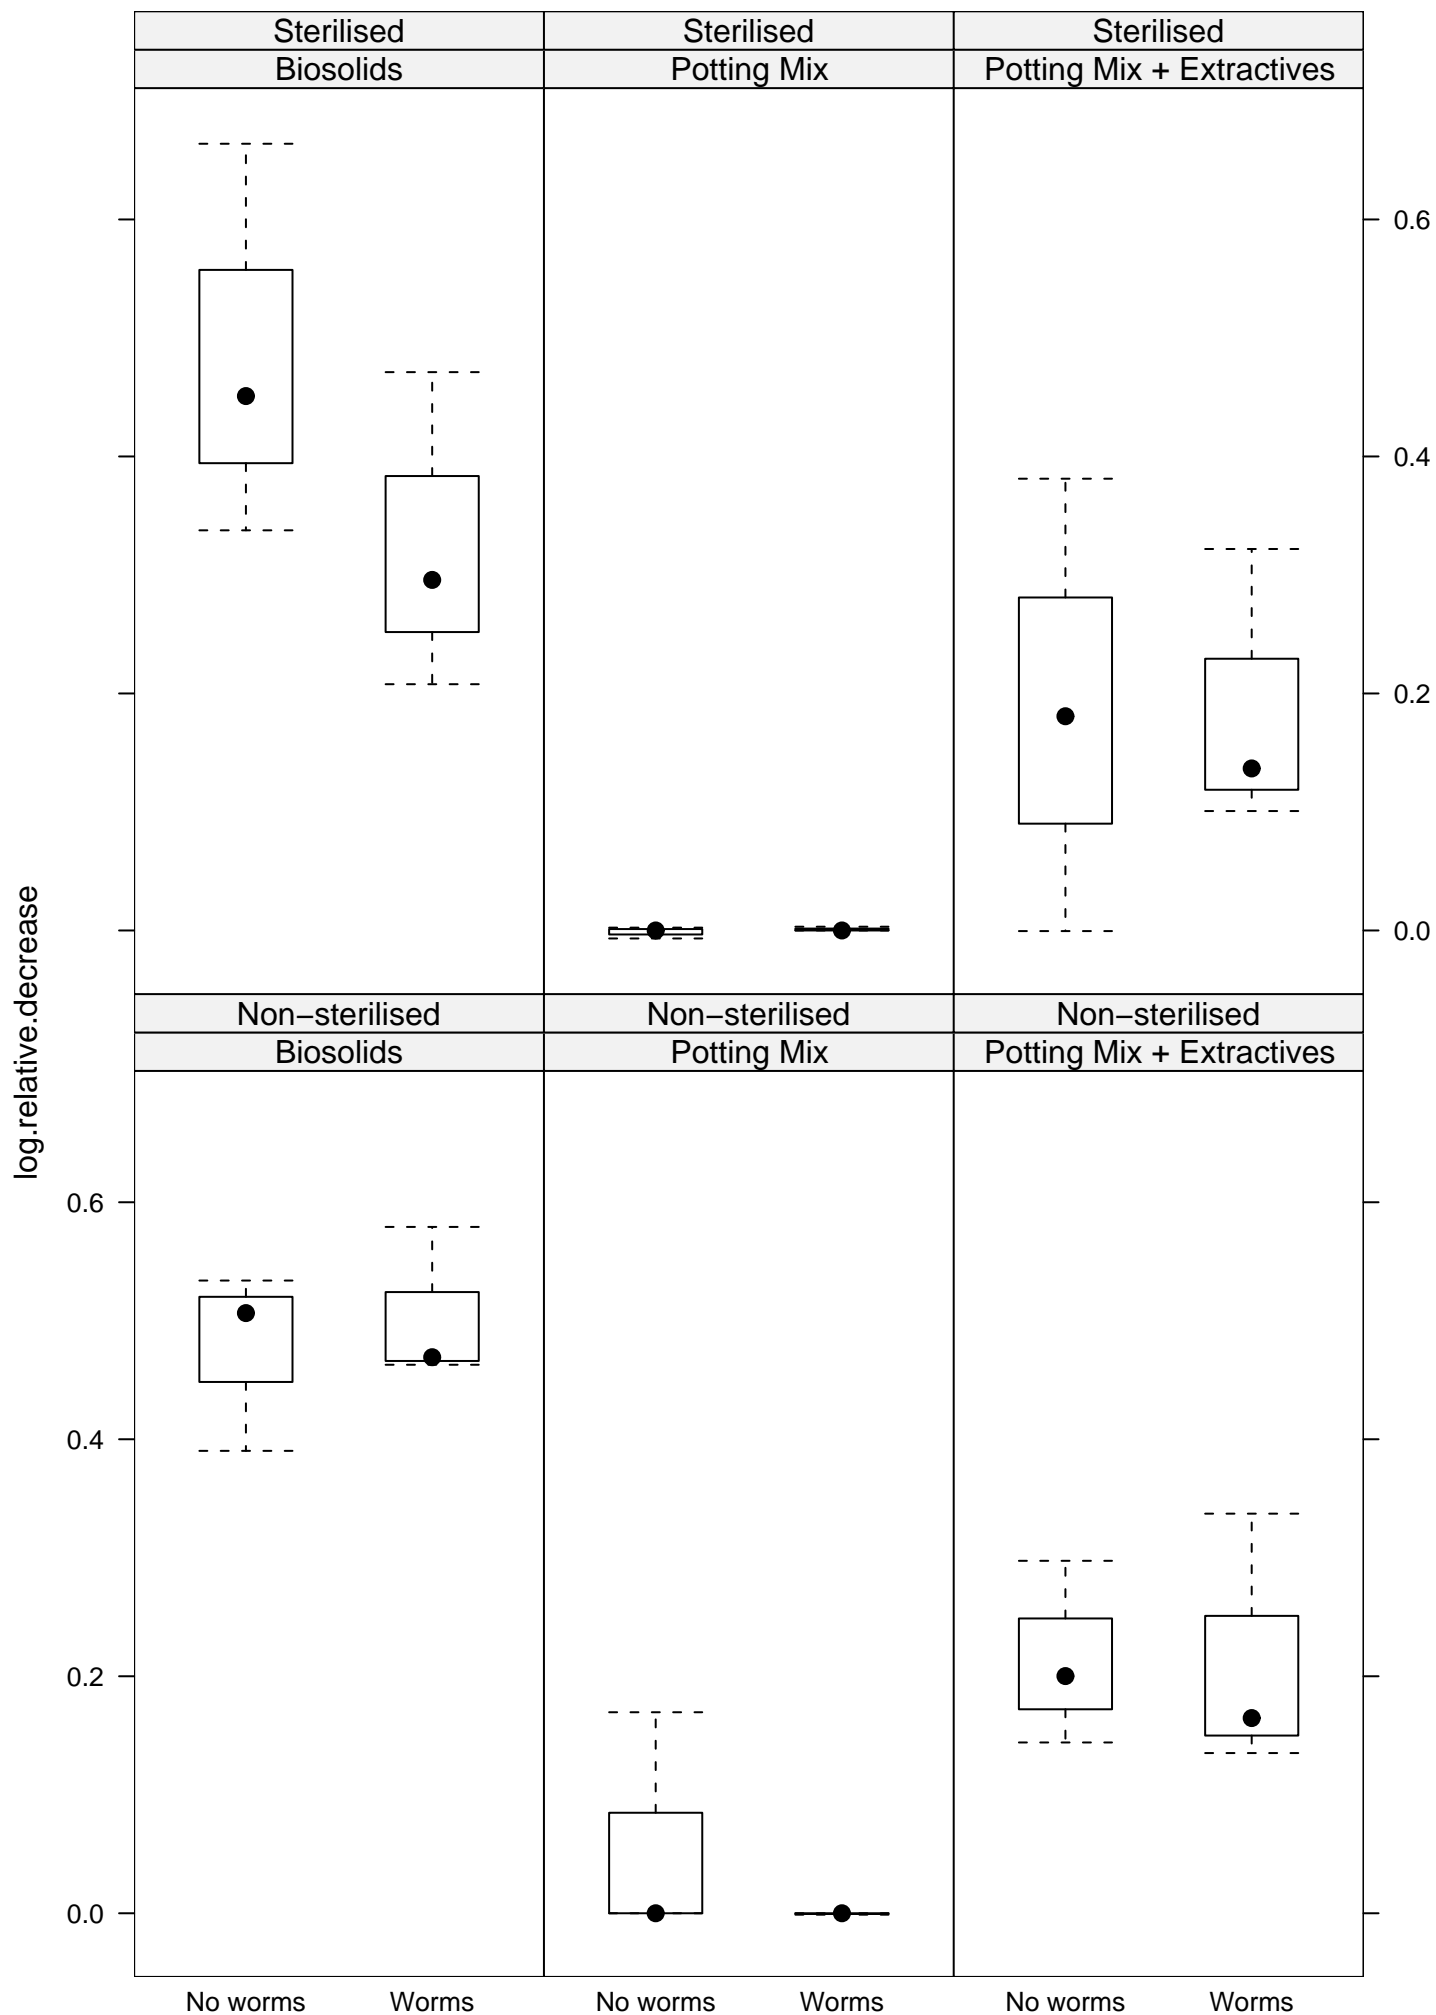 Sterilised Sterilised Sterilised
Biosolids Potting Mix Potting Mix + Extractives
0.6
0.4
0.2
0.0
log.relative.decrease
Non−sterilised Non−sterilised Non−sterilised
Biosolids Potting Mix Potting Mix + Extractives
0.6
0.4
0.2
0.0
No worms Worms No worms Worms No worms Worms